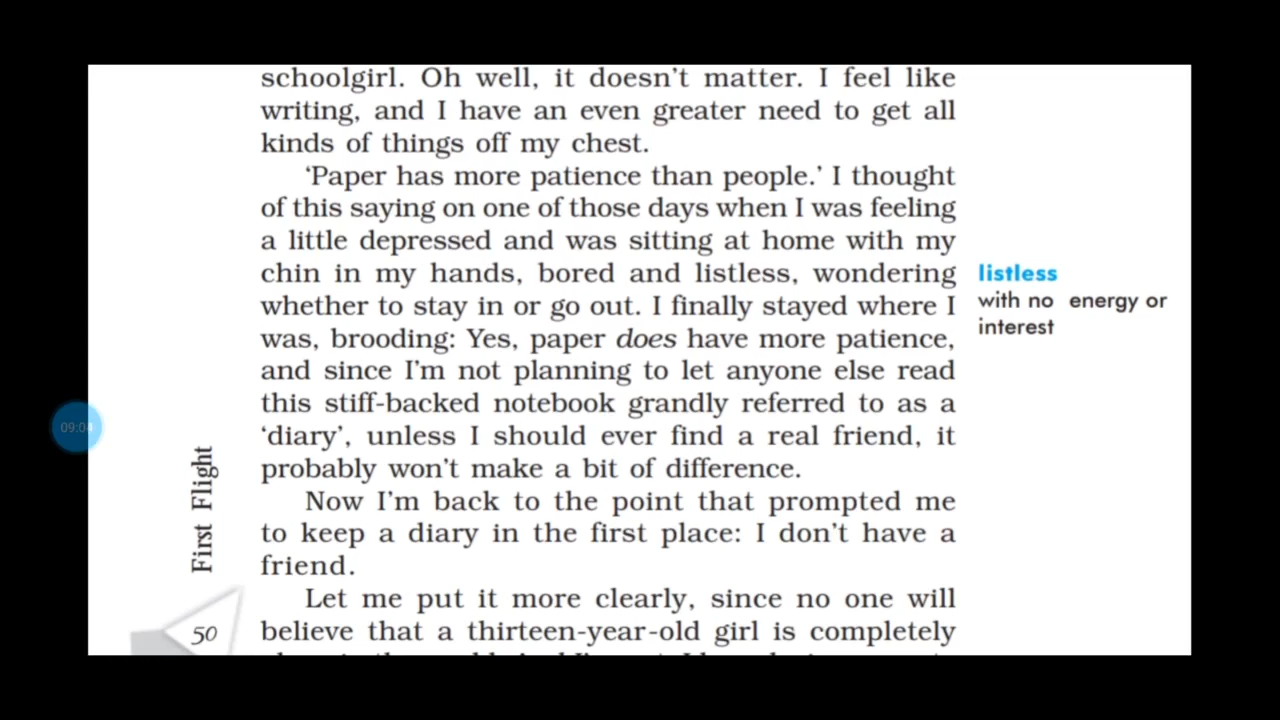 schoolgirl. Oh well, it doesn't matter. I feel like
writing, and I have an even greater need to get all
kinds of things off my chest.
'Paper has more patience than people.' I thought
of this saying on one of those days when I was feeling
a little depressed and was sitting at home with my
chin in my hands, bored and listless, wondering
whether to stay in or go out. I finally stayed where I
was, brooding: Yes, paper does have more patience,
and since I'm not planning to let anyone else read
this stiff-backed notebook grandly referred to as a
'diary', unless I should ever find a real friend, it
probably won't make a bit of difference.
Now I'm back to the point that prompted me
to keep a diary in the first place: I don't have a
friend.
Let me put it more clearly, since no one will
believe that a thirteen-year-old girl is completely
listless
with no energy or
interest
09:04
First Flight
50